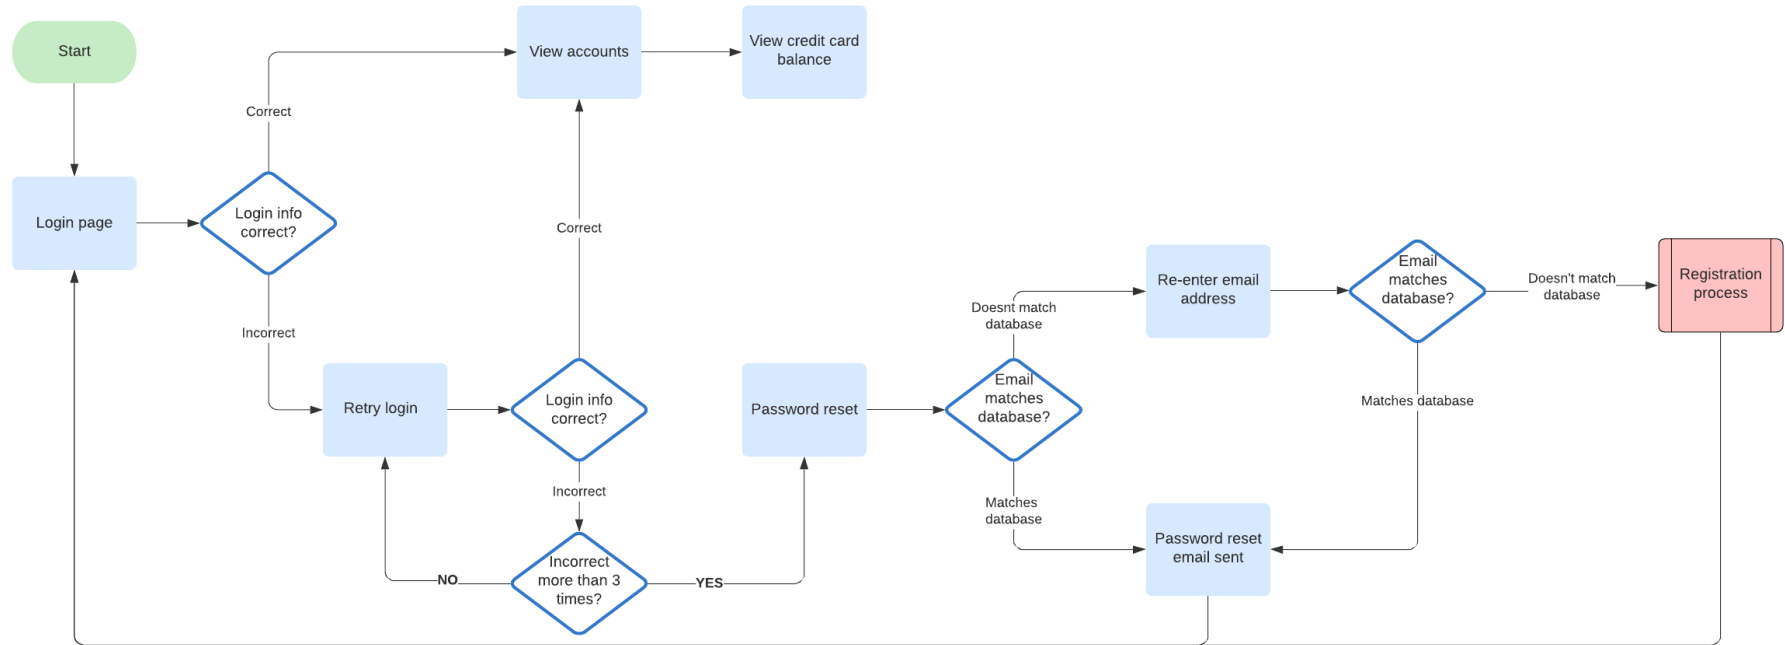 Start
View accounts
View credit card
balance
Correct
Login page
Login info
correct?
Correct
Incorrect
Re-enter email
address
Email
matches
database?
Doesn't match
database
Registration
process
Doesnt match
database
Retry login
Login info
correct?
Password reset
Email
matches
database?
Matches database
Incorrect
Matches
database
Password reset
email sent
NO
Incorrect
more than 3
times?
YES